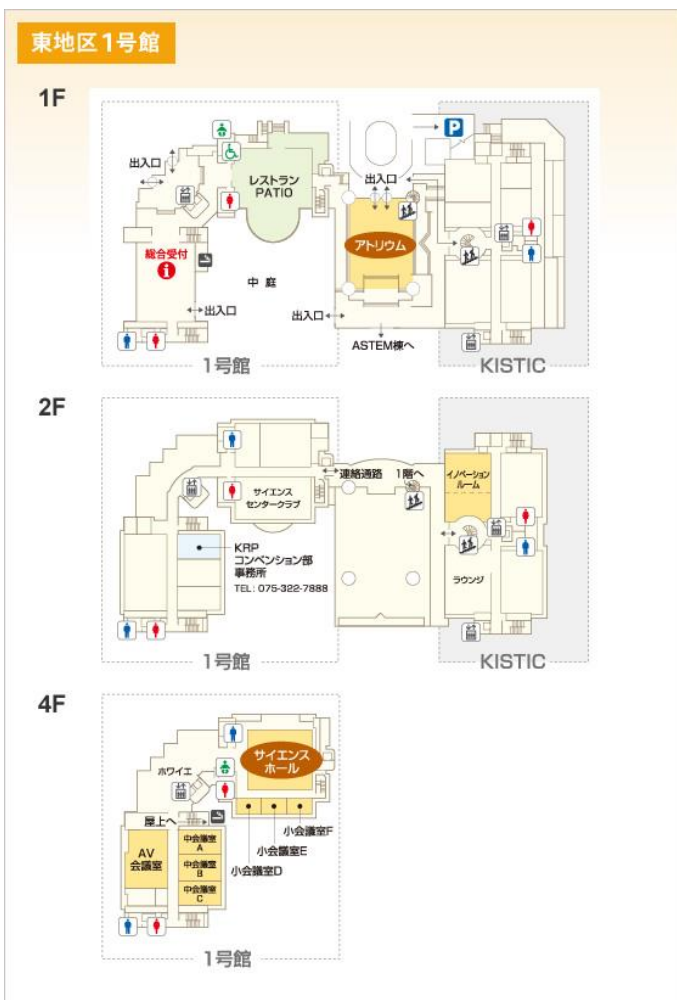 東地区1号館
1F
出入口
レストラン
PATIO
P
出入口
アトリウム
総合受付
i
中 庭
出入口
出入口
ASTEM棟へ
1号館
KISTIC
2F
連絡通路
1階へ
イノベーション
ルーム
サイエンス
センタークラブ
KRP
コンベンション部
事務所
TEL: 075-322-7888
ラウンジ
1号館
KISTIC
4F
サイエンス
ホール
ホワイエ
屋上へ
小会議室F
小会議室E
小会議室D
AV
会議室
中会議室
A
中会議室
B
中会議室
C
1号館